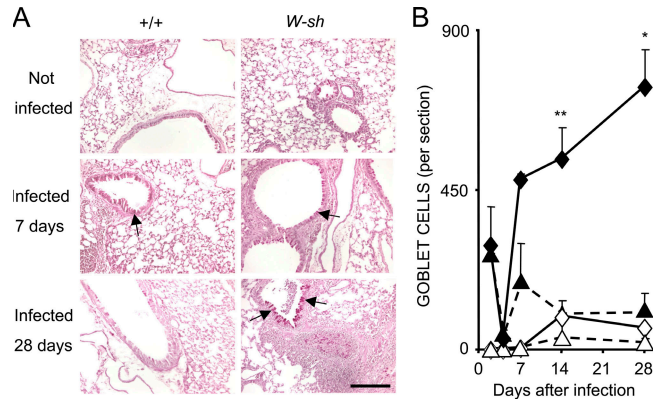 A
+/+
W-sh
Not
infected
Infected
7 days
Infected
28 days
B
GOBLET CELLS (per section)
900
450
0
*
**
0 7 14 21 28
Days after infection